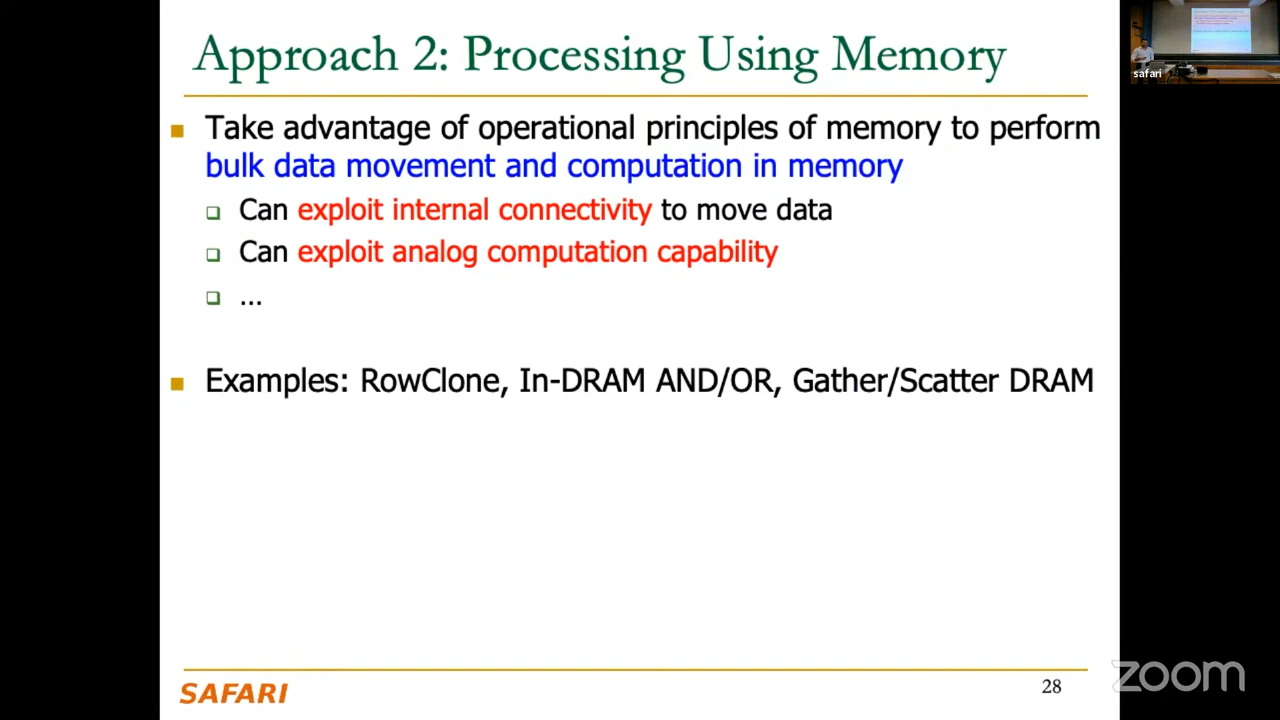 Approach 2: Processing Using Memory
Take advantage of operational principles of memory to perform
bulk data movement and computation in memory
Can exploit internal connectivity to move data
Can exploit analog computation capability
...
Examples: RowClone, In-DRAM AND/OR, Gather/Scatter DRAM
SAFARI
28
safari
zoom